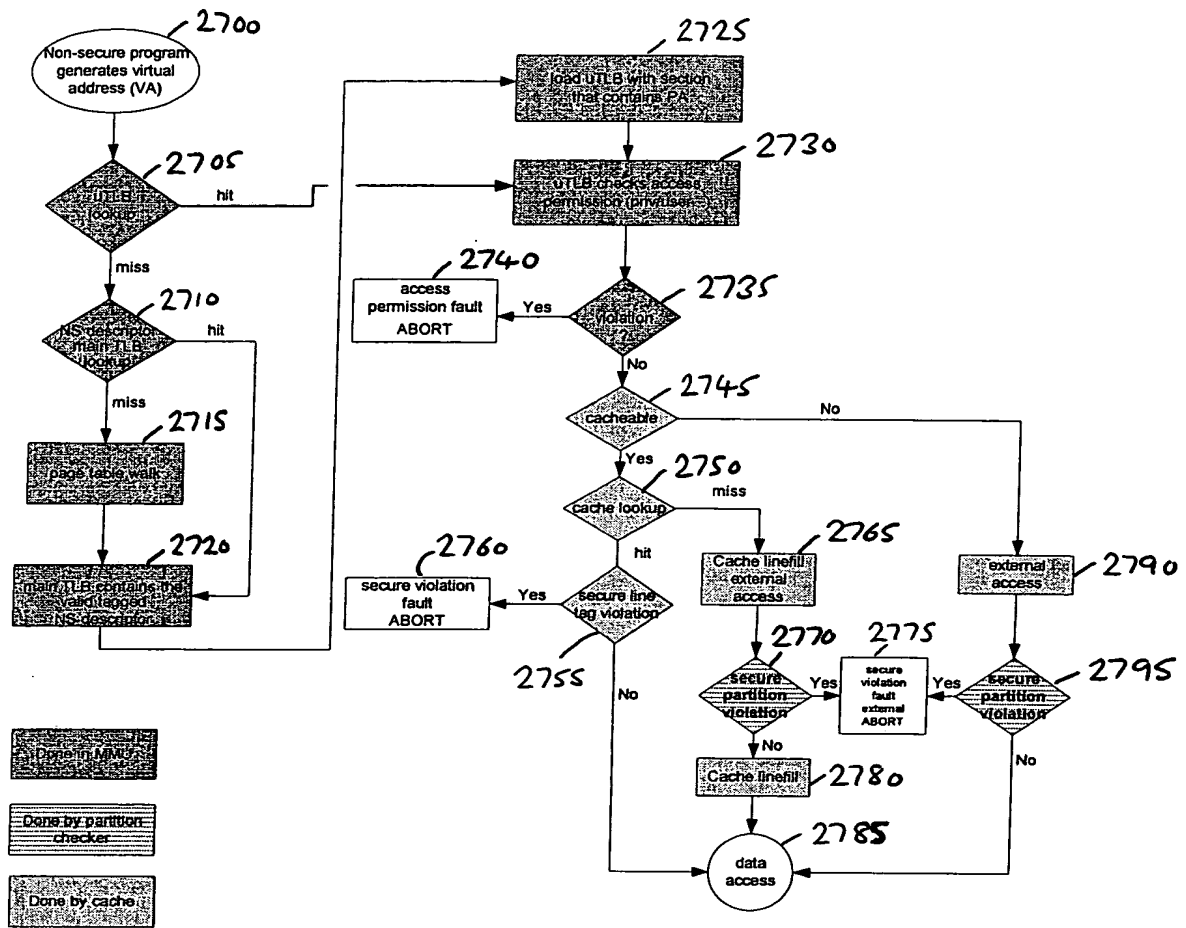 2700
Non-secure program
generates virtual
address (VA)
2705
uTLB
lookup
hit
miss
2710
NS descriptor
main TLB
lookup
hit
miss
2715
page table walk
2720
main TLB contains the
valid tagged
NS descriptor
2725
load uTLB with section
that contains PA
2730
uTLB checks access
permission (priv/user
2735
violation
?
Yes
2740
access
permission fault
ABORT
No
2745
cacheable
No
Yes
2750
cache lookup
miss
hit
2755
secure line
tag violation
Yes
2760
secure violation
fault
ABORT
No
2765
Cache linefill
external
access
2770
secure
partition
violation
Yes
2775
secure
violation
fault
external
ABORT
No
2780
Cache linefill
2785
data
access
2790
external
access
2795
secure
partition
violation
Yes
No
Done in MMU
Done by partition
checker
Done by cache